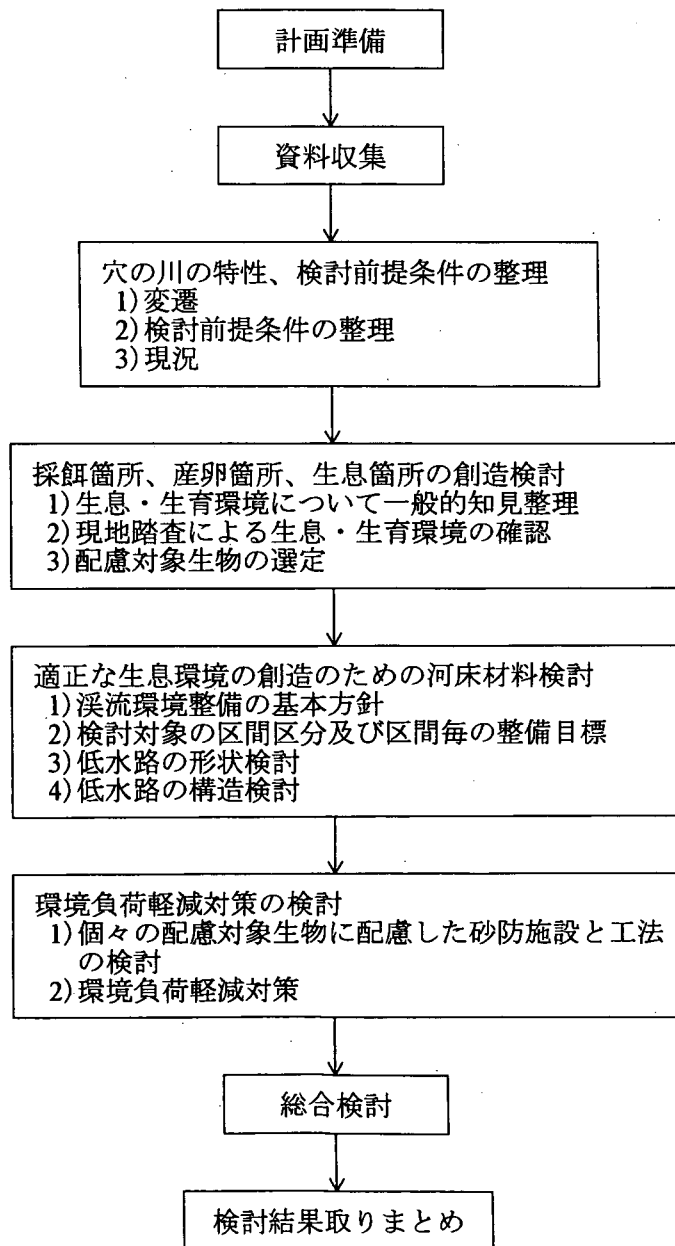 計画準備
資料収集
穴の川の特性、検討前提条件の整理
1)変遷
2)検討前提条件の整理
3)現況
採餌箇所、産卵箇所、生息箇所の創造検討
1)生息・生育環境について一般的知見整理
2)現地踏査による生息・生育環境の確認
3)配慮対象生物の選定
適正な生息環境の創造のための河床材料検討
1)渓流環境整備の基本方針
2)検討対象の区間区分及び区間毎の整備目標
3)低水路の形状検討
4)低水路の構造検討
環境負荷軽減対策の検討
1)個々の配慮対象生物に配慮した砂防施設と工法
の検討
2)環境負荷軽減対策
総合検討
検討結果取りまとめ